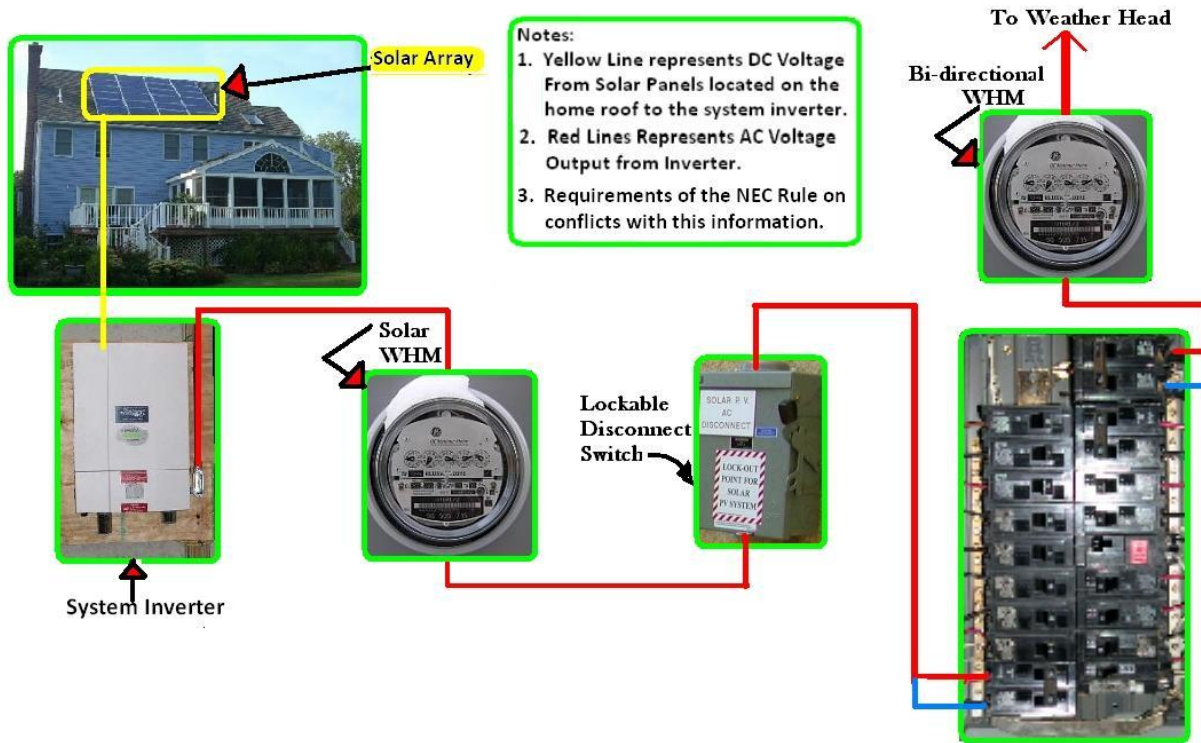 To Weather Head
Solar Array
Notes:
1. Yellow Line represents DC Voltage
From Solar Panels located on the
home roof to the system inverter.
2. Red Lines Represents AC Voltage
Output from Inverter.
3. Requirements of the NEC Rule on
conflicts with this information.
Bi-directional
WHM
Solar
WHM
Lockable
Disconnect
Switch
SOLAR P.V.
AC
DISCONNECT
LOCK-OUT
POINT FOR
SOLAR
PV SYSTEM
System Inverter